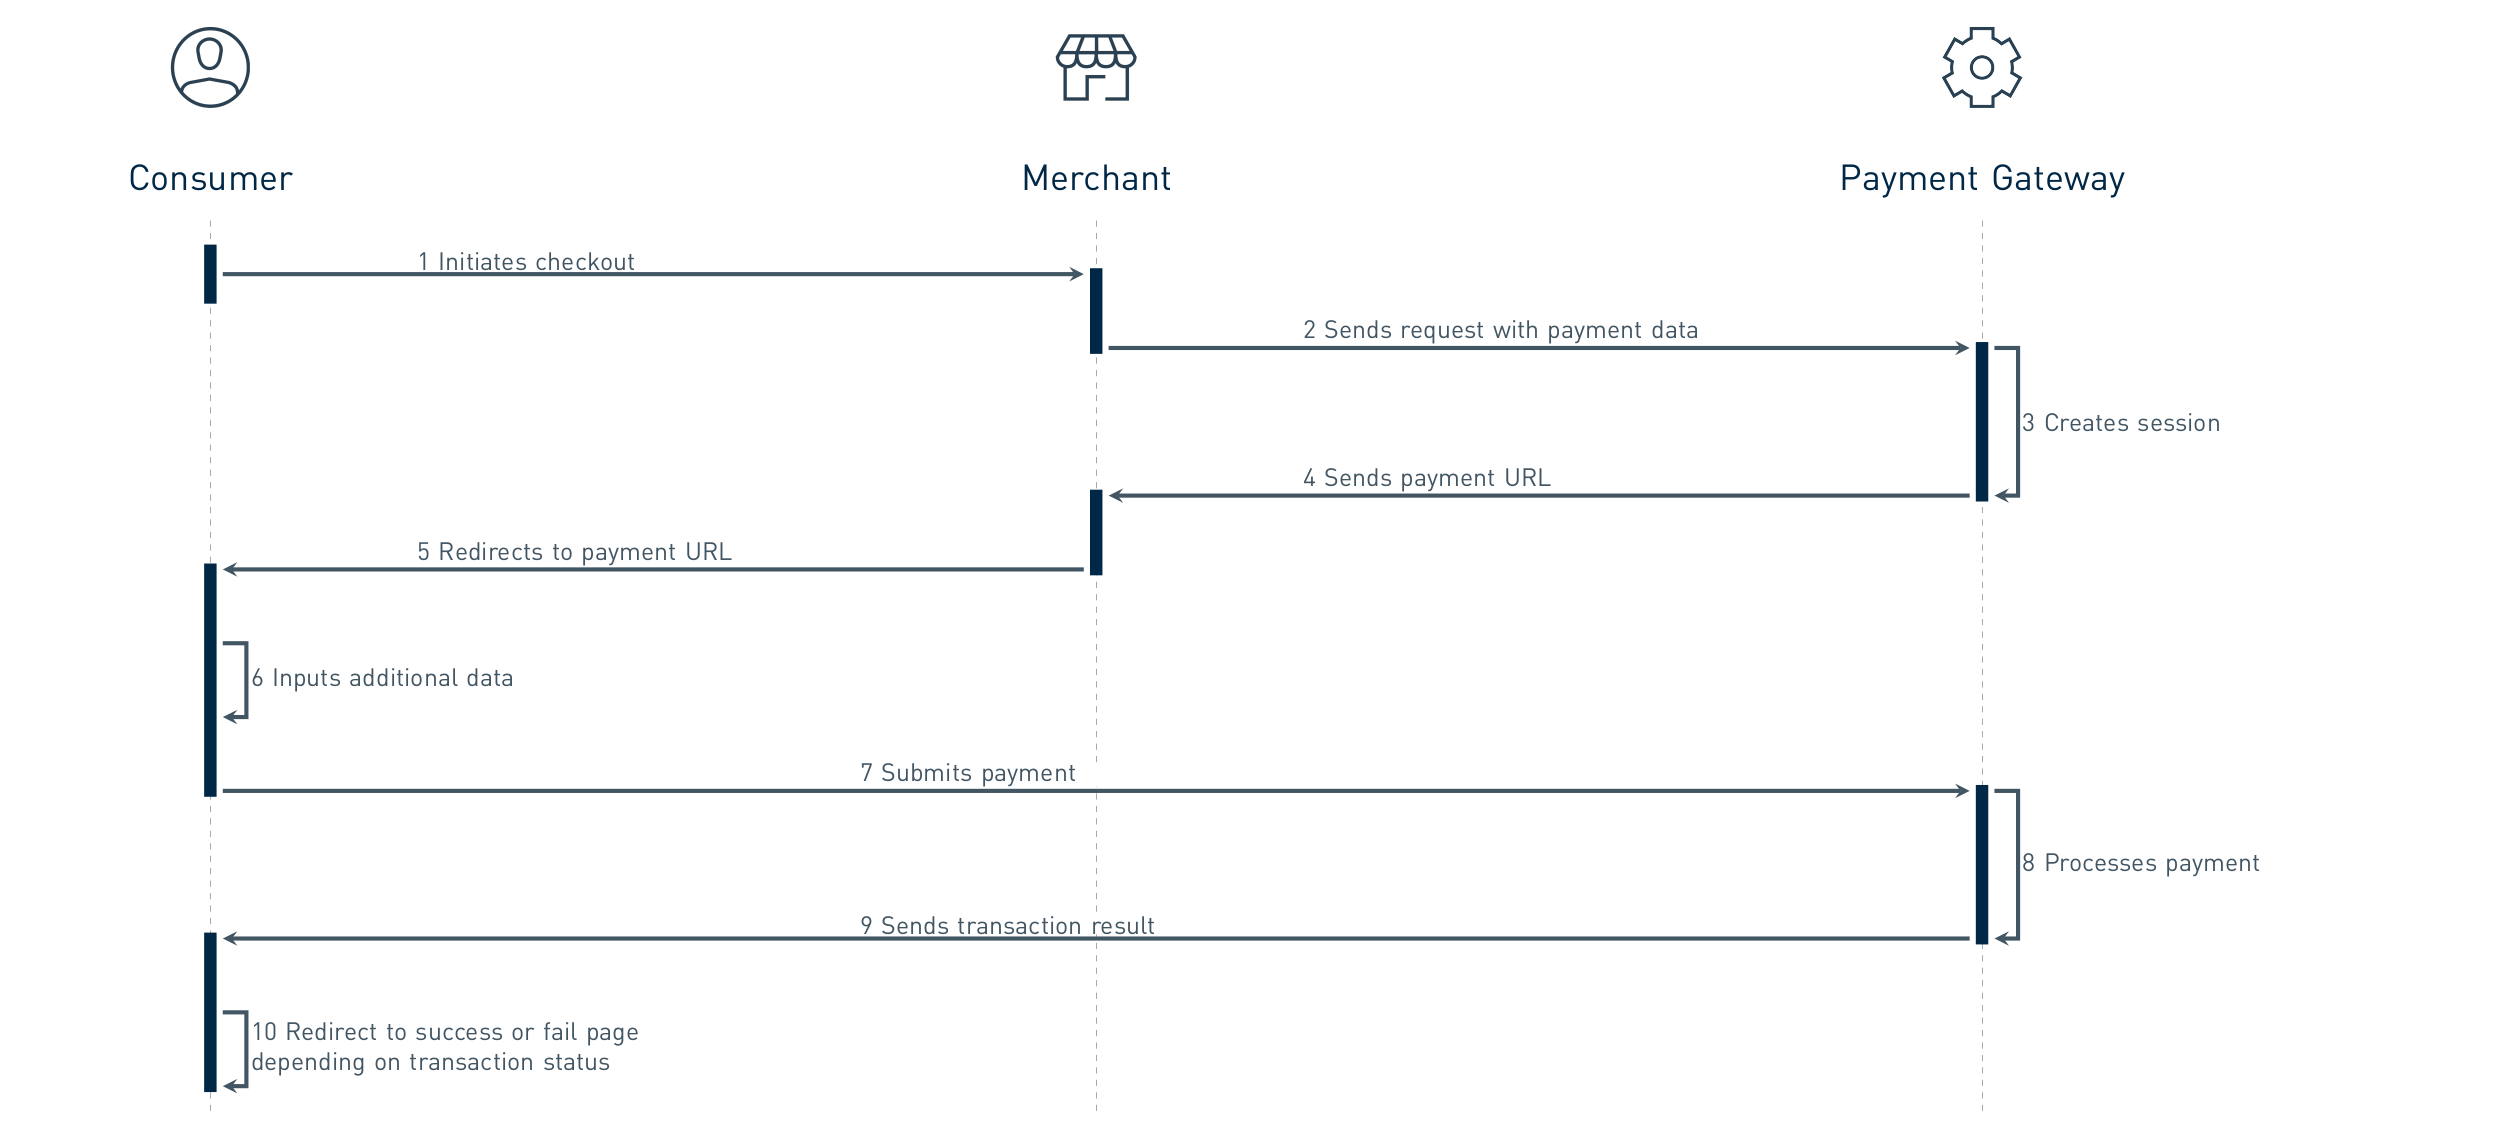 Consumer
Merchant
Payment Gateway
1 Initiates checkout
2 Sends request with payment data
3 Creates session
4 Sends payment URL
5 Redirects to payment URL
6 Inputs additional data
7 Submits payment
8 Processes payment
9 Sends transaction result
10 Redirect to success or fail page
depending on transaction status